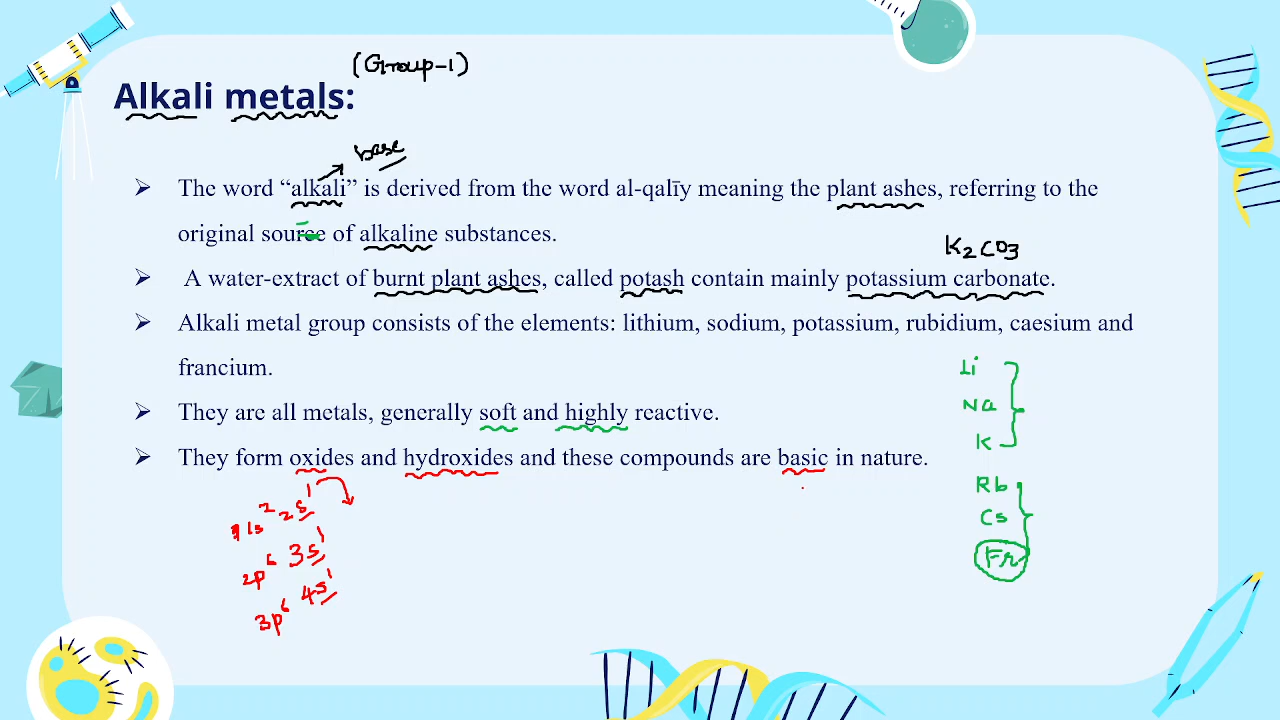 (Group-1)
Alkali metals:
base
The word “alkali” is derived from the word al-qalīy meaning the plant ashes, referring to the
original source of alkaline substances.
K2CO3
A water-extract of burnt plant ashes, called potash contain mainly potassium carbonate.
Alkali metal group consists of the elements: lithium, sodium, potassium, rubidium, caesium and
francium.
Li
Na
They are all metals, generally soft and highly reactive.
K
They form oxides and hydroxides and these compounds are basic in nature.
Rb
1s² 2s¹
Cs
2p⁶ 3s¹
Fr
3p⁶ 4s¹